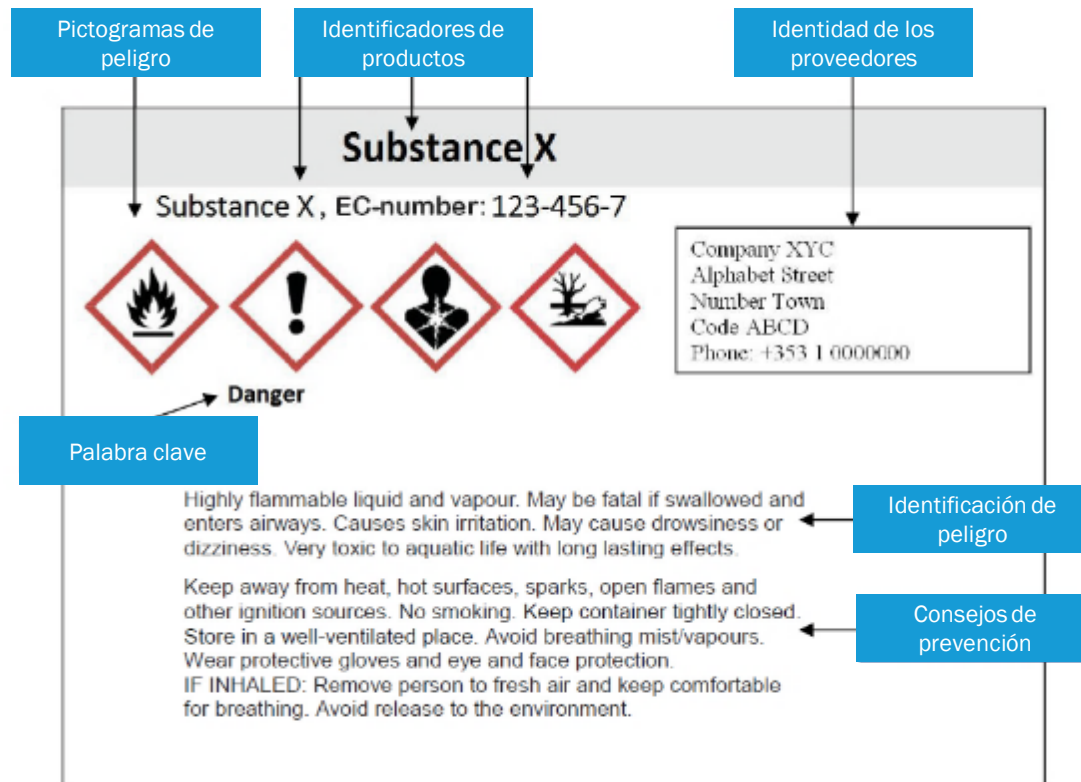 Pictogramas de
peligro
Identificadores de
productos
Identidad de los
proveedores
Substance X
Substance X, EC-number: 123-456-7
Company XYC
Alphabet Street
Number Town
Code ABCD
Phone: +353 1 0000000
Danger
Palabra clave
Highly flammable liquid and vapour. May be fatal if swallowed and
enters airways. Causes skin irritation. May cause drowsiness or
dizziness. Very toxic to aquatic life with long lasting effects.
Identificación de
peligro
Keep away from heat, hot surfaces, sparks, open flames and
other ignition sources. No smoking. Keep container tightly closed.
Store in a well-ventilated place. Avoid breathing mist/vapours.
Wear protective gloves and eye and face protection.
IF INHALED: Remove person to fresh air and keep comfortable
for breathing. Avoid release to the environment.
Consejos de
prevención